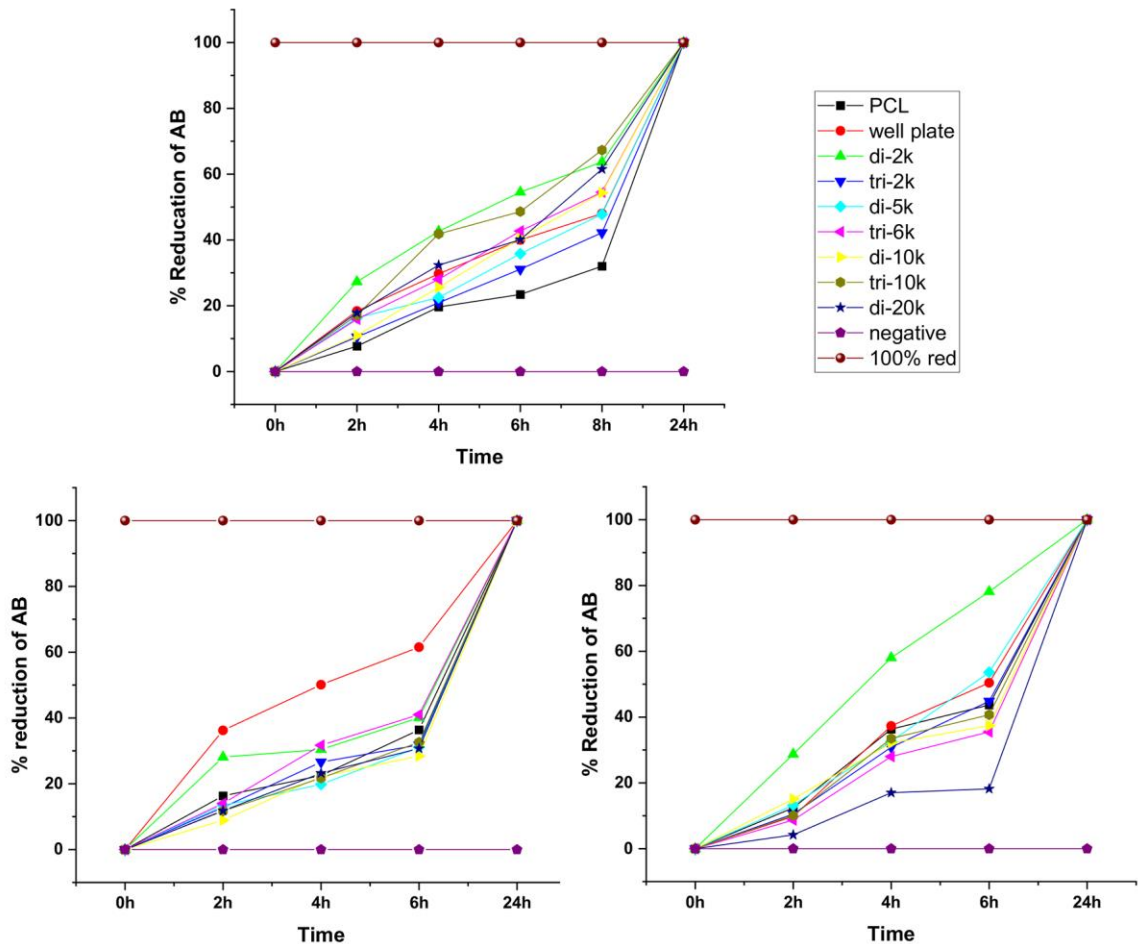 % Reducation of AB
100
80
60
40
20
0
0h 2h 4h 6h 8h 24h
Time
PCL
well plate
di-2k
tri-2k
di-5k
tri-6k
di-10k
tri-10k
di-20k
negative
100% red
% reduction of AB
100
80
60
40
20
0
0h 2h 4h 6h 24h
Time
% Reduction of AB
100
80
60
40
20
0
0h 2h 4h 6h 24h
Time